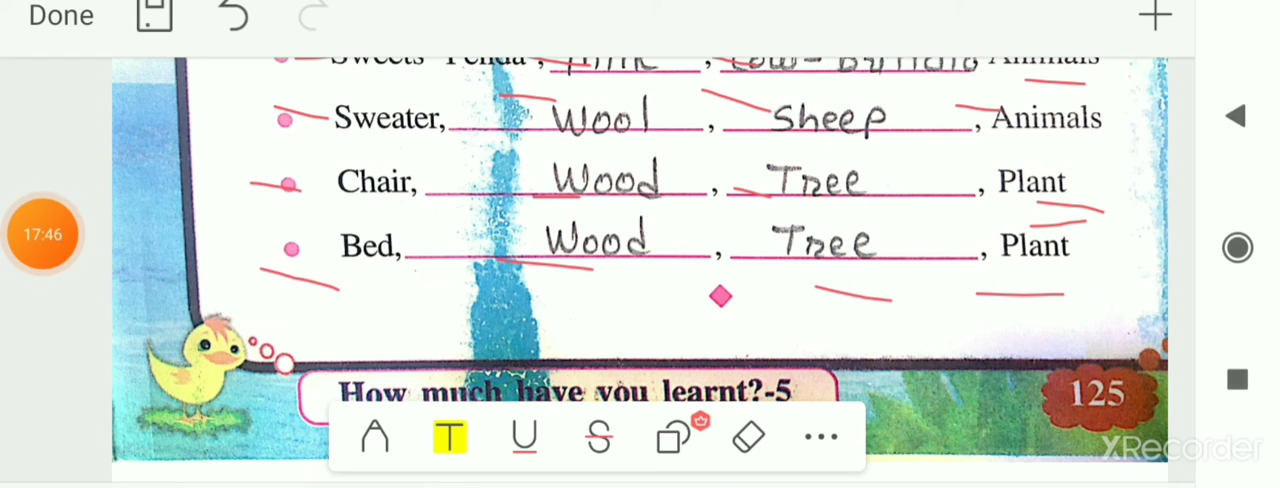 Done
Sweater, Wool, Sheep, Animals
Chair, Wood, Tree, Plant
Bed, Wood, Tree, Plant
How much have you learnt?-5
125
17:46
T U S
XRecorder